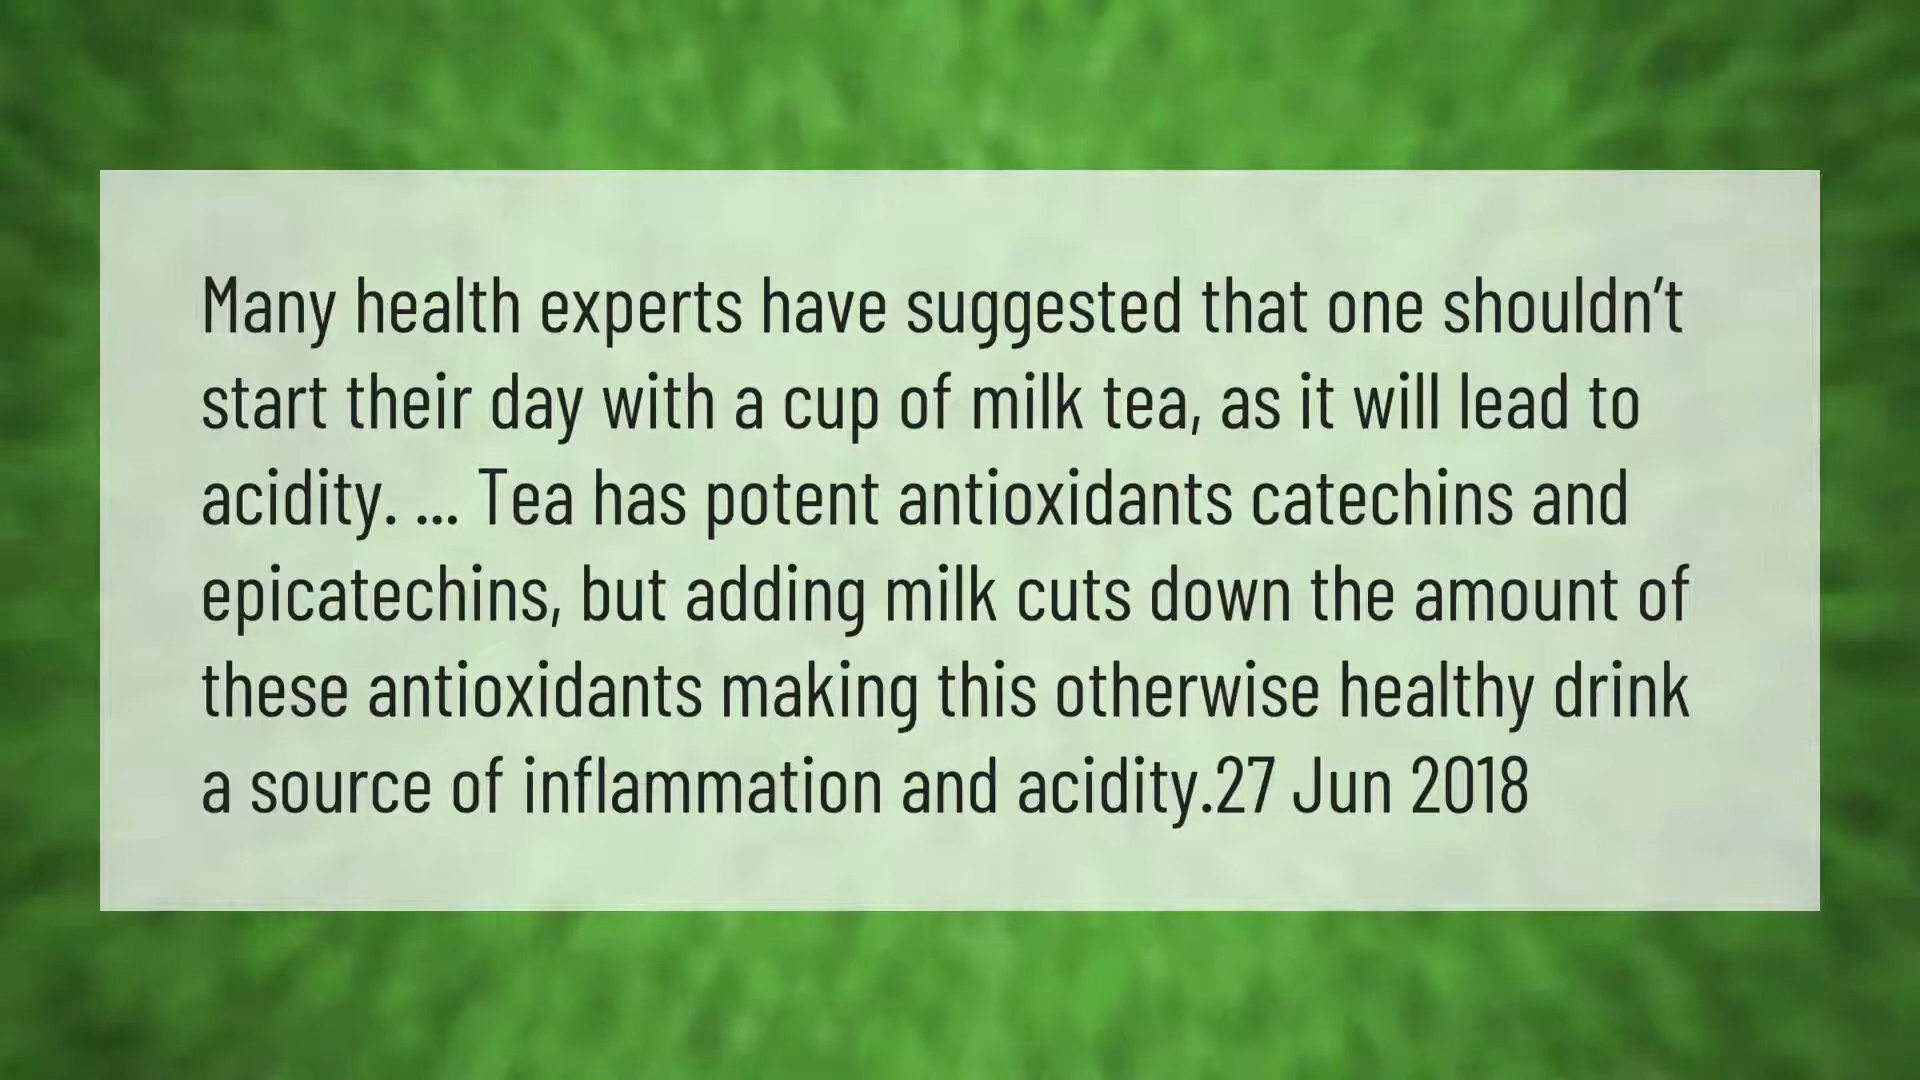 Many health experts have suggested that one shouldn’t
start their day with a cup of milk tea, as it will lead to
acidity. ... Tea has potent antioxidants catechins and
epicatechins, but adding milk cuts down the amount of
these antioxidants making this otherwise healthy drink
a source of inflammation and acidity.27 Jun 2018